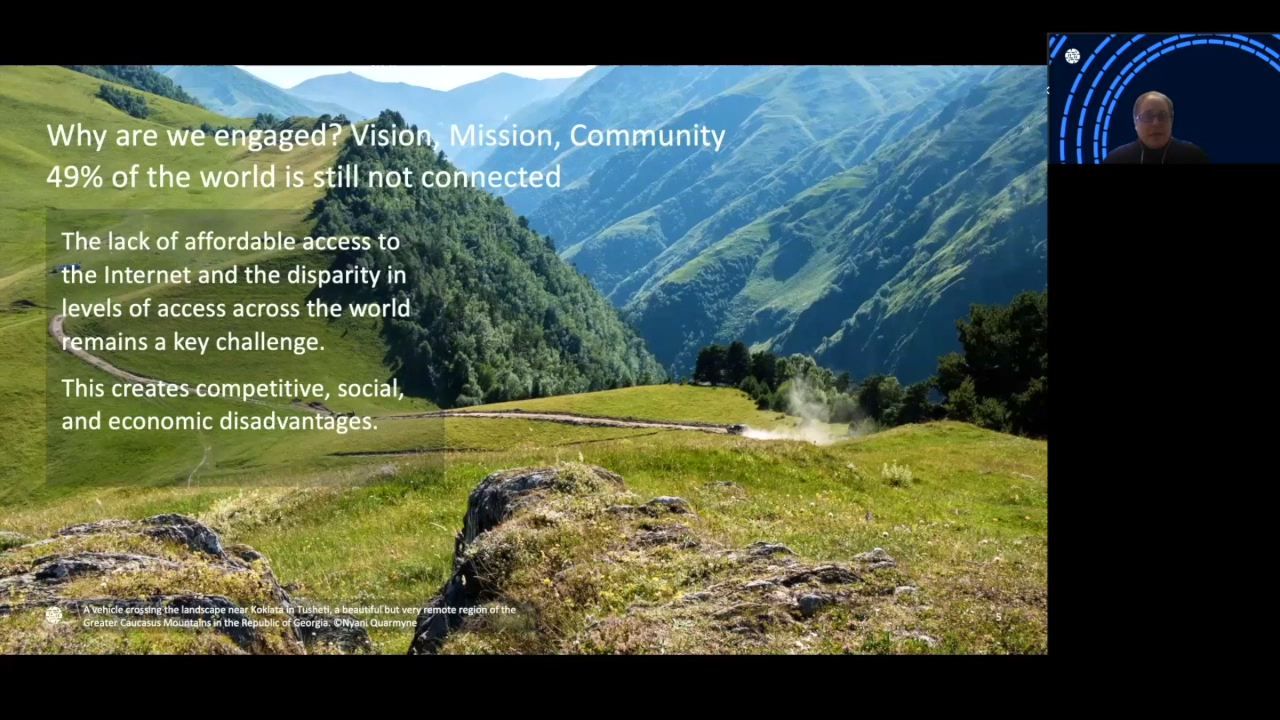 Why are we engaged? Vision, Mission, Community
49% of the world is still not connected
The lack of affordable access to
the Internet and the disparity in
levels of access across the world
remains a key challenge.
This creates competitive, social,
and economic disadvantages.
A vehicle crossing the landscape near Koklata in Tusheti, a beautiful but very remote region of the
Greater Caucasus Mountains in the Republic of Georgia. ©Nyani Quarmyne
5